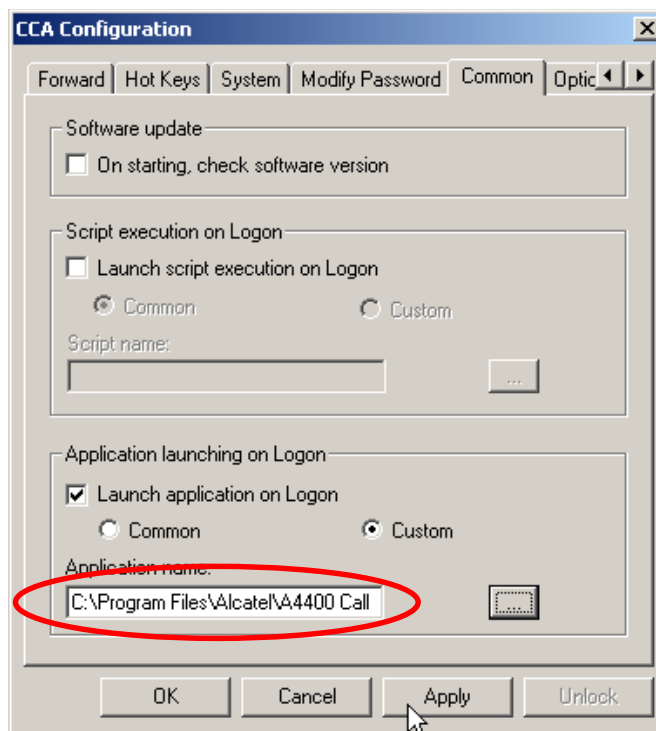 CCA Configuration
Forward Hot Keys System Modify Password Common Optic
Software update
On starting, check software version
Script execution on Logon
Launch script execution on Logon
Common Custom
Script name:
...
Application launching on Logon
Launch application on Logon
Common Custom
Application name:
C:\Program Files\Alcatel\A4400 Call
...
OK Cancel Apply Unlock